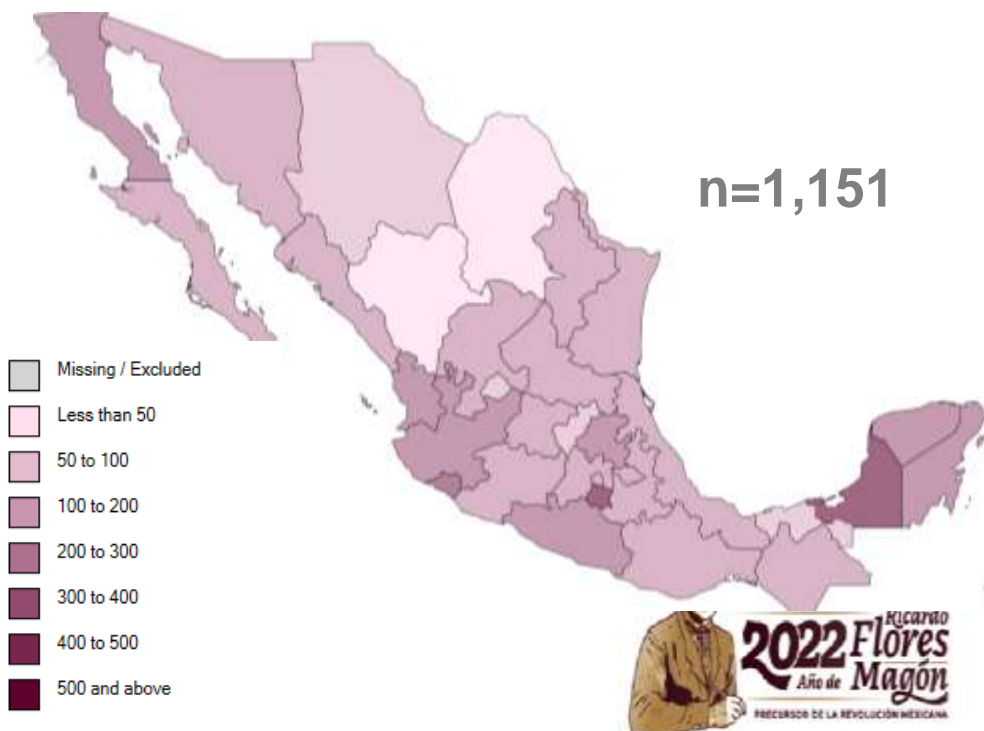 n=1,151
Missing / Excluded
Less than 50
50 to 100
100 to 200
200 to 300
300 to 400
400 to 500
500 and above
Ricardo
2022 Flores
Año de Magón
PRECURSOR DE LA REVOLUCIÓN MEXICANA